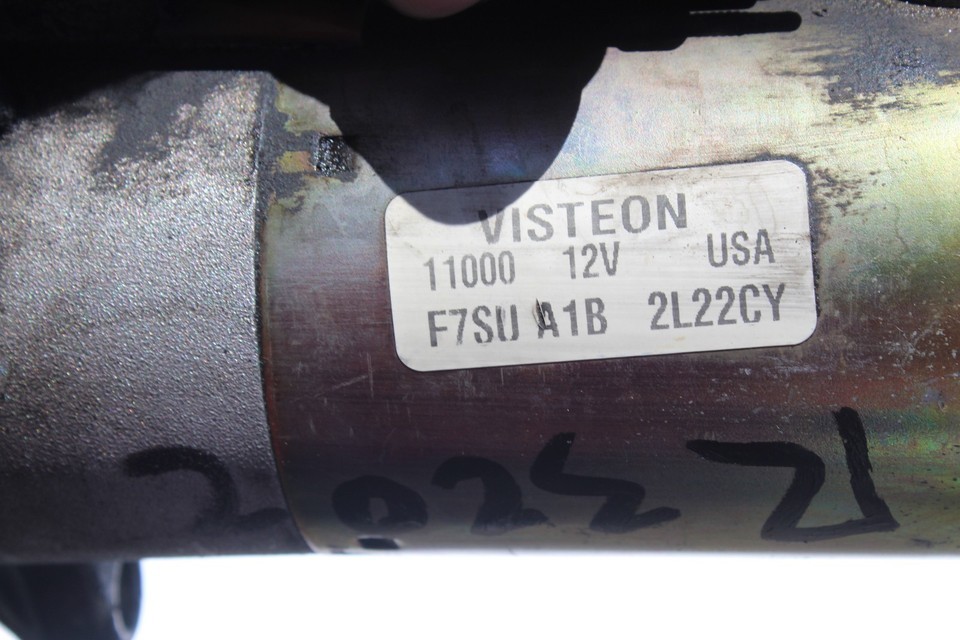 VISTEON
11000 12V USA
F7SU A1B 2L22CY